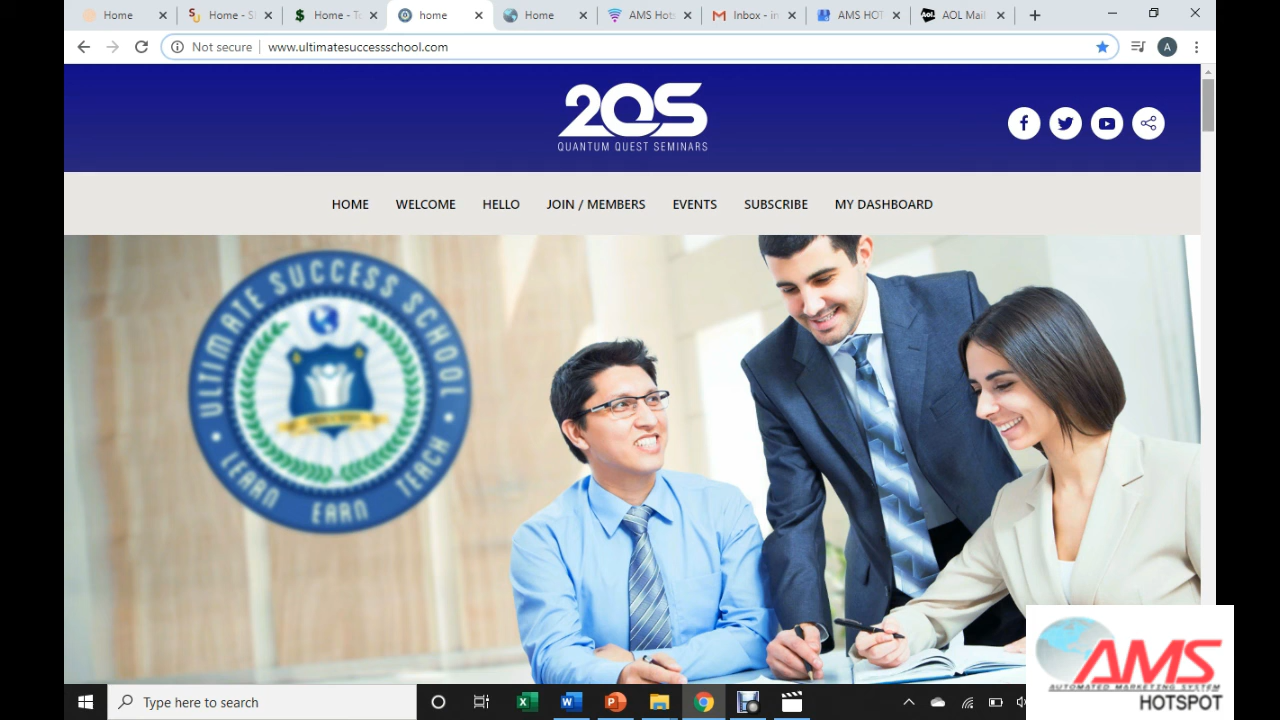 Home
Home - S
Home - To
home
Home
AMS Hots
Inbox - in
AMS HOT
AOL Mail
Not secure
www.ultimatesuccessschool.com
A
2QS
QUANTUM QUEST SEMINARS
HOME
WELCOME
HELLO
JOIN / MEMBERS
EVENTS
SUBSCRIBE
MY DASHBOARD
ULTIMATE SUCCESS SCHOOL
LEARN EARN TEACH
AMS
AUTOMATED MARKETING SYSTEM
HOTSPOT
Type here to search